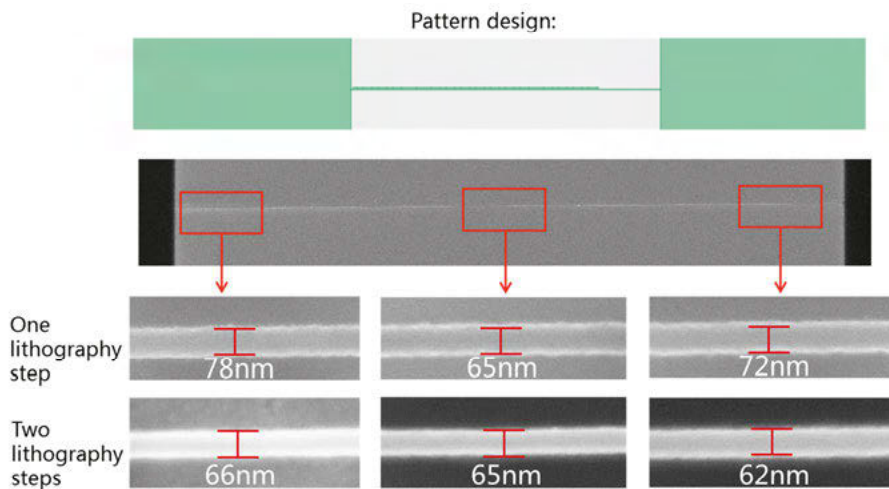 Pattern design:
One
lithography
step
78nm
65nm
72nm
Two
lithography
steps
66nm
65nm
62nm